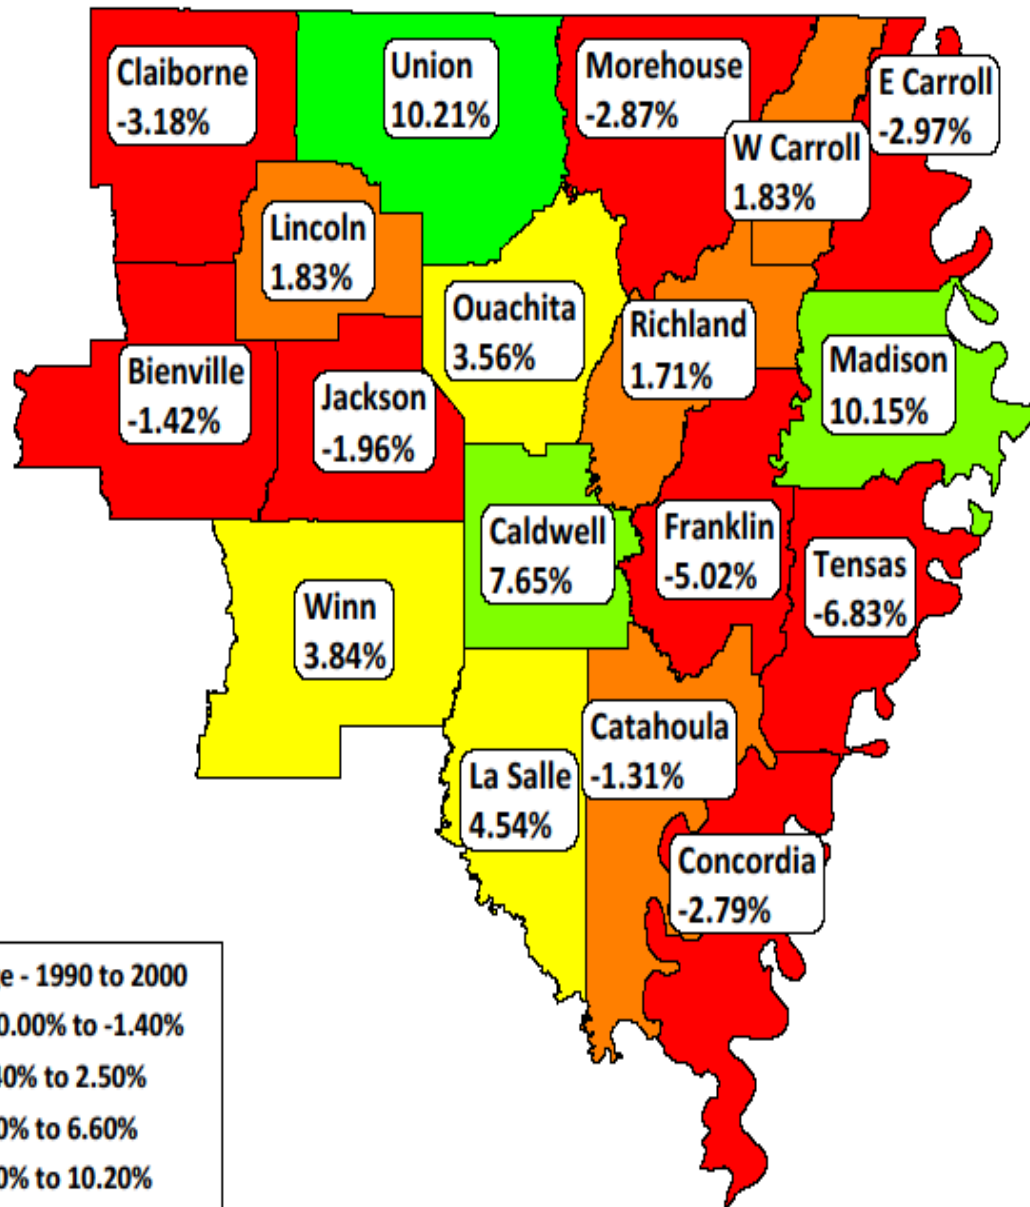 Claiborne
-3.18%
Union
10.21%
Morehouse
-2.87%
E Carroll
-2.97%
W Carroll
1.83%
Lincoln
1.83%
Ouachita
3.56%
Richland
1.71%
Madison
10.15%
Bienville
-1.42%
Jackson
-1.96%
Caldwell
7.65%
Franklin
-5.02%
Tensas
-6.83%
Winn
3.84%
Catahoula
-1.31%
La Salle
4.54%
Concordia
-2.79%
e - 1990 to 2000
0.00% to -1.40%
40% to 2.50%
0% to 6.60%
0% to 10.20%